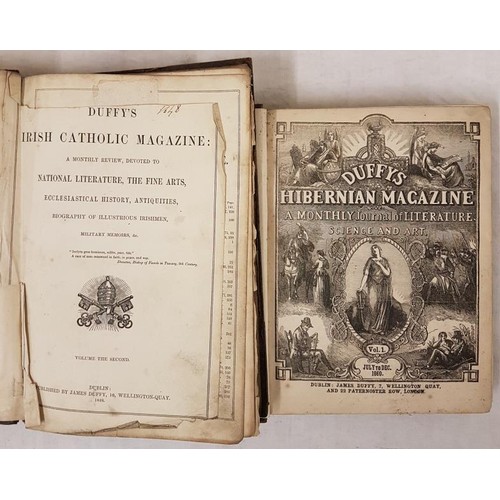 1848
DUFFY'S
IRISH CATHOLIC MAGAZINE:
A MONTHLY REVIEW, DEVOTED TO
NATIONAL LITERATURE, THE FINE ARTS,
ECCLESIASTICAL HISTORY, ANTIQUITIES,
BIOGRAPHY OF ILLUSTRIOUS IRISHMEN,
MILITARY MEMOIRS, &c.
VOLUME THE SECOND.
DUBLIN:
PUBLISHED BY JAMES DUFFY, 10, WELLINGTON-QUAY.
DUFFY'S
HIBERNIAN MAGAZINE
A MONTHLY Journal of LITERATURE,
SCIENCE AND ART
Vol. 1.
JULY TO DEC.
1860.
DUBLIN: JAMES DUFFY, 7, WELLINGTON QUAY,
AND 22 PATERNOSTER ROW, LONDON.